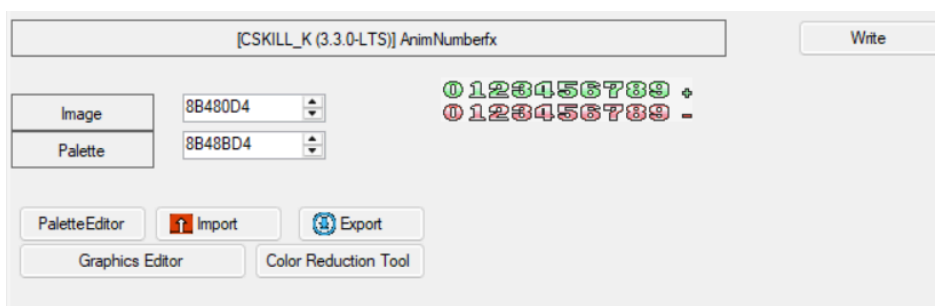 [CSKILL_K (3.3.0-LTS)] AnimNumberfx
Write
0123456789 +
0123456789 -
Image
8B480D4
Palette
8B48BD4
PaletteEditor
Import
Export
Graphics Editor
Color Reduction Tool